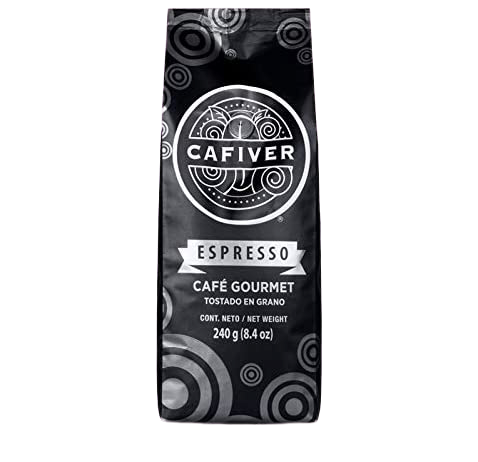 CAFIVER
®
ESPRESSO
CAFÉ GOURMET
TOSTADO EN GRANO
CONT. NETO / NET WEIGHT
240 g (8.4 oz)